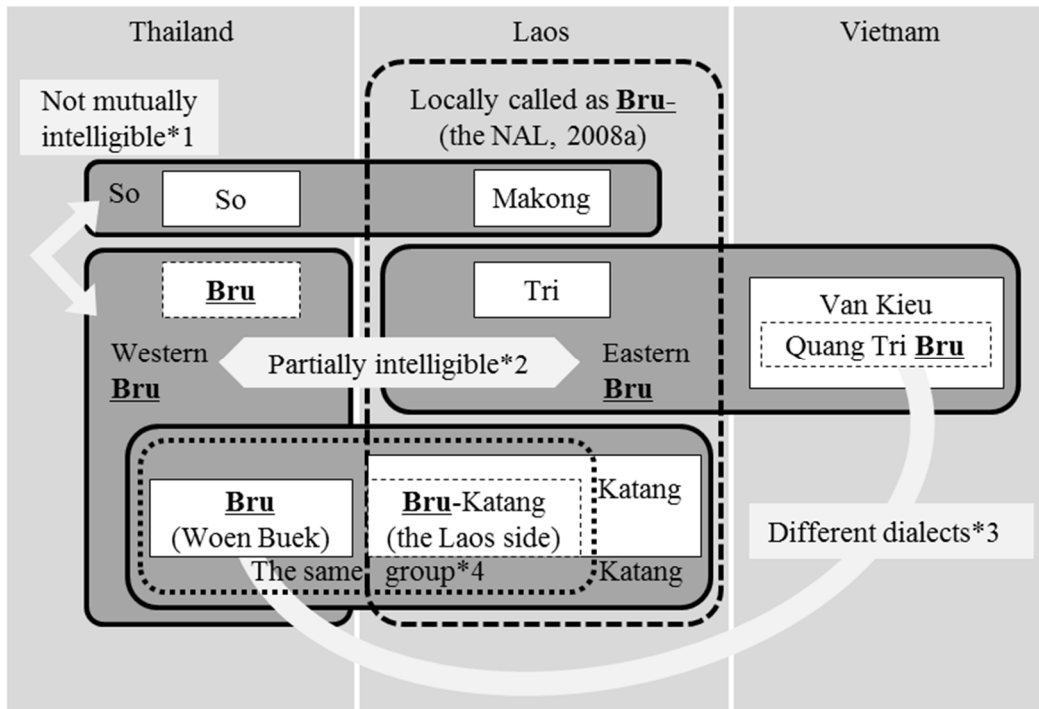 Thailand
Laos
Vietnam
Not mutually
intelligible*1
Locally called as Bru-
(the NAL, 2008a)
So
So
Makong
Bru
Tri
Van Kieu
Quang Tri Bru
Western
Bru
Partially intelligible*2
Eastern
Bru
Bru
(Woen Buek)
Bru-Katang
(the Laos side)
Katang
The same group*4
Katang
Different dialects*3